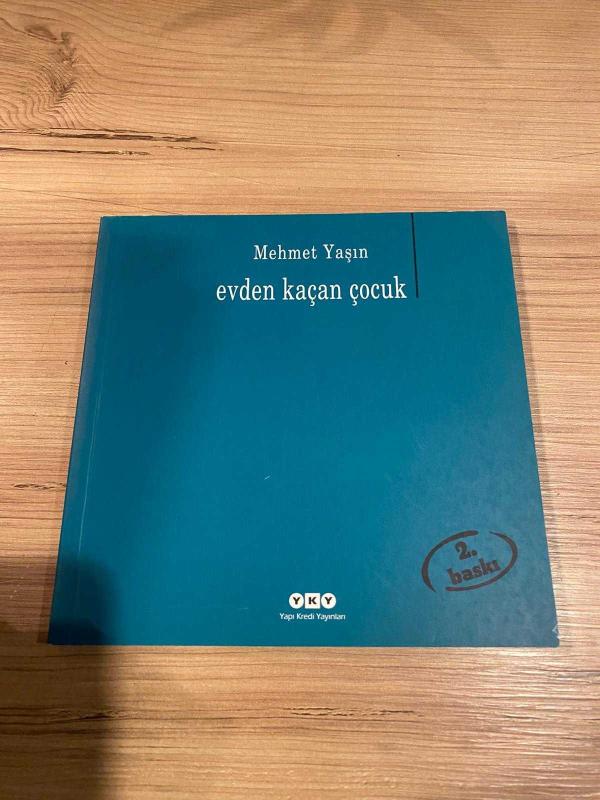 Mehmet Yaşın
evden kaçan çocuk
2.
baskı
YKY
Yapı Kredi Yayınları